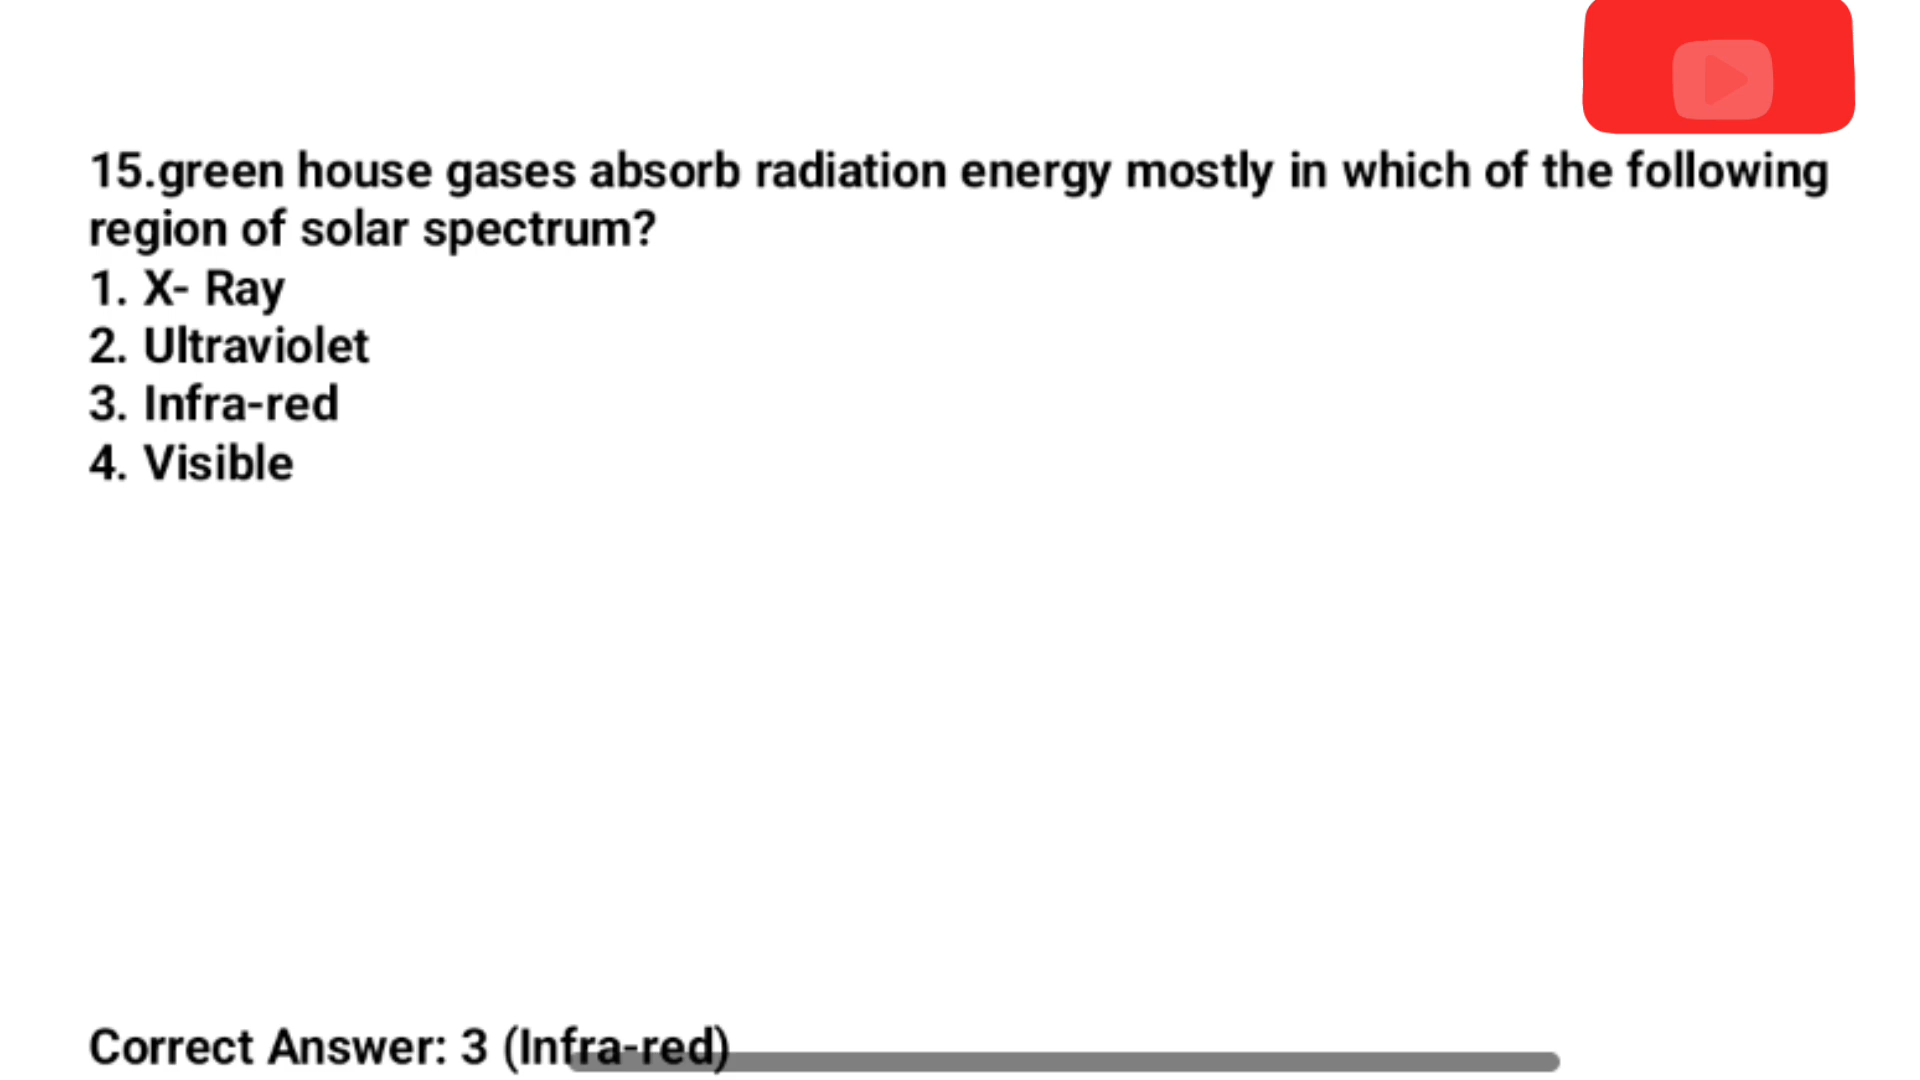 15.green house gases absorb radiation energy mostly in which of the following
region of solar spectrum?
1. X- Ray
2. Ultraviolet
3. Infra-red
4. Visible
Correct Answer: 3 (Infra-red)